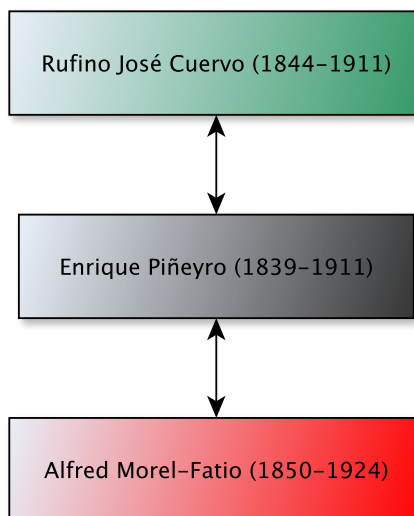 Rufino José Cuervo (1844–1911)
Enrique Piñeyro (1839–1911)
Alfred Morel–Fatio (1850–1924)